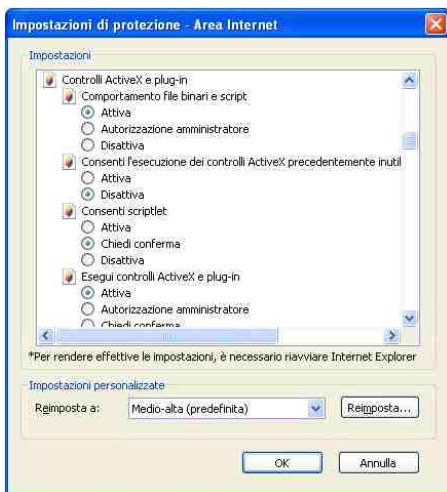 Impostazioni di protezione - Area Internet
Impostazioni
Controlli ActiveX e plug-in
Comportamento file binari e script
Attiva
Autorizzazione amministratore
Disattiva
Consenti l'esecuzione dei controlli ActiveX precedentemente inutil
Attiva
Disattiva
Consenti scriptlet
Attiva
Chiedi conferma
Disattiva
Esegui controlli ActiveX e plug-in
Attiva
Autorizzazione amministratore
Chiedi conferma
*Per rendere effettive le impostazioni, è necessario riavviare Internet Explorer
Impostazioni personalizzate
Reimposta a: Medio-alta (predefinita) Reimposta...
OK Annulla